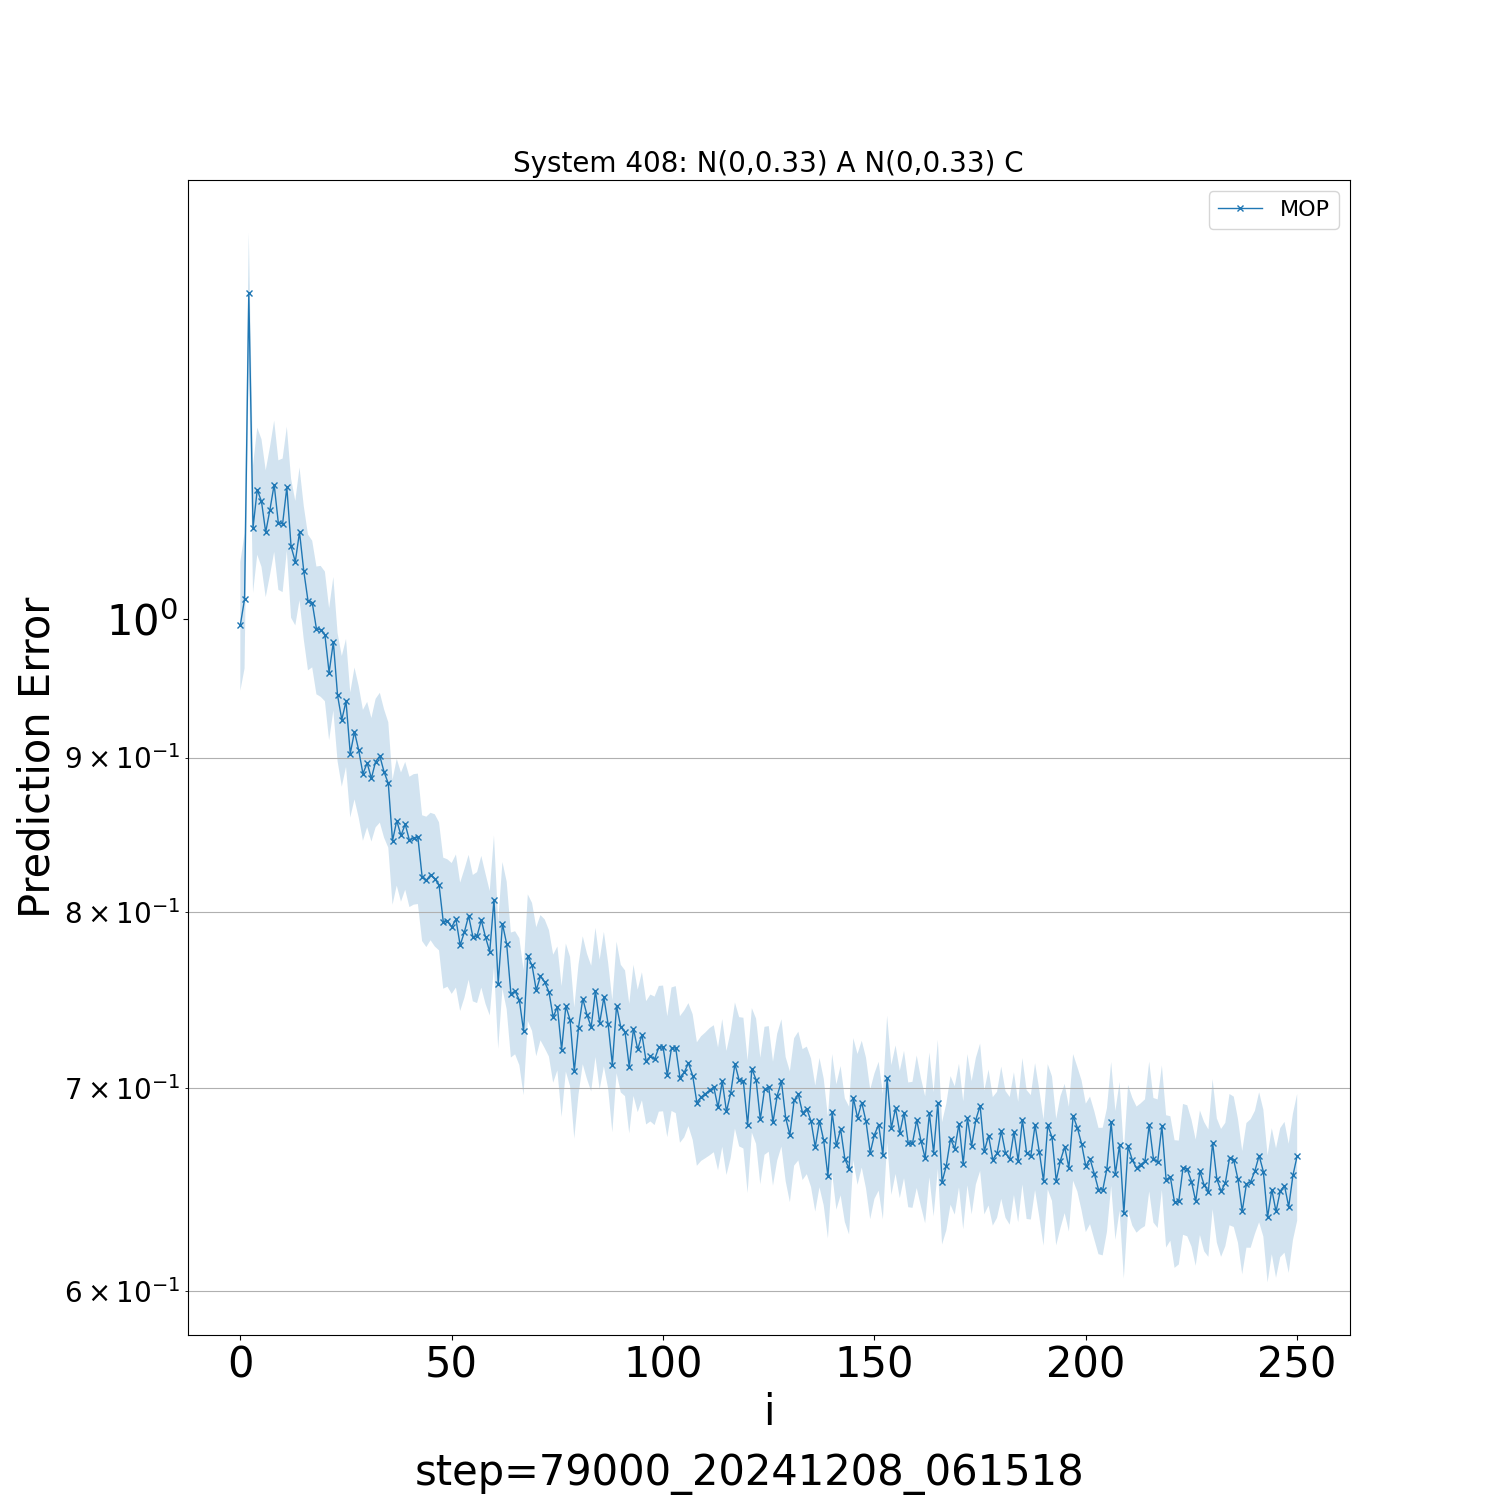 System 408: N(0,0.33) A N(0,0.33) C
MOP
Prediction Error
10⁰
9 × 10⁻¹
8 × 10⁻¹
7 × 10⁻¹
6 × 10⁻¹
0 50 100 150 200 250
i
step=79000_20241208_061518